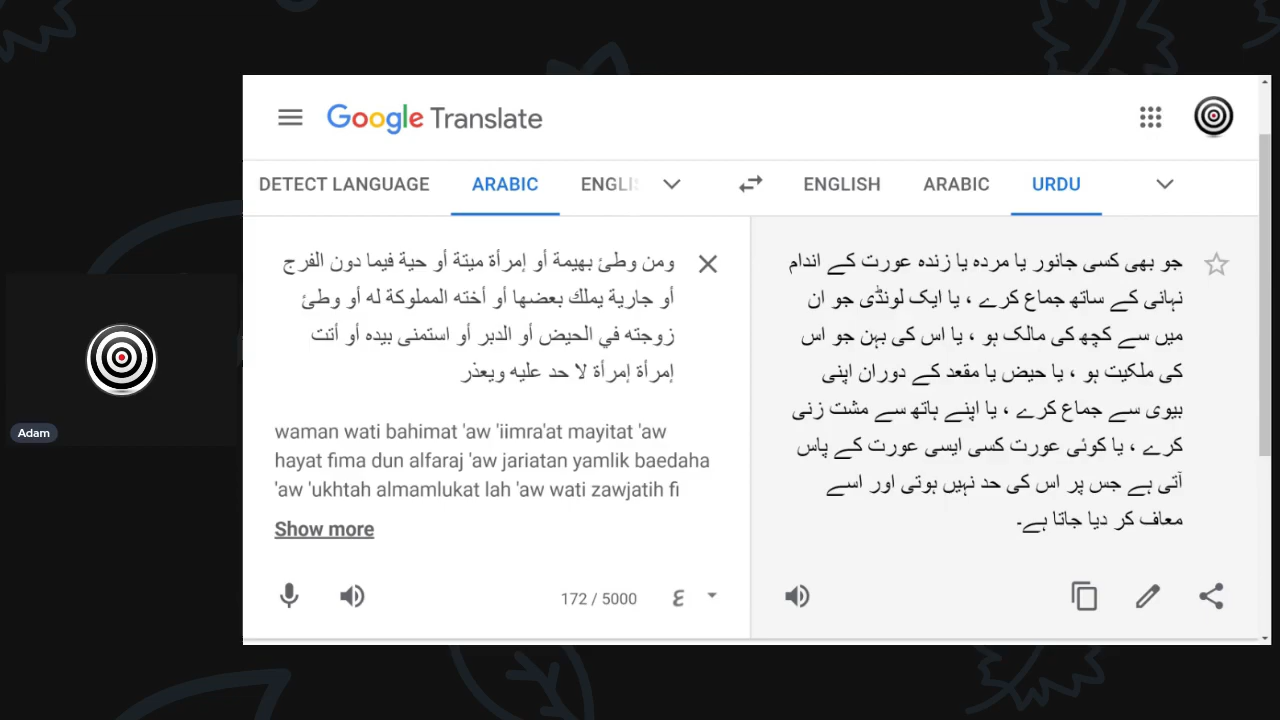 Google Translate
DETECT LANGUAGE ARABIC ENGLIS ENGLISH ARABIC URDU
ومن وطئ بهيمة أو إمرأة ميتة أو حية فيما دون الفرج
أو جارية يملك بعضها أو أخته المملوكة له أو وطئ
زوجته في الحيض أو الدبر أو استمنى بيده أو أتت
إمرأة إمرأة لا حد عليه ويعذر
waman wati bahimat 'aw 'iimra'at mayitat 'aw
hayat fima dun alfaraj 'aw jariatan yamlik baedaha
'aw 'ukhtah almamlukat lah 'aw wati zawjatih fi
Show more
172 / 5000
ع
جو بھی کسی جانور یا مردہ یا زندہ عورت کے اندام
نہانی کے ساتھ جماع کرے ، یا ایک لونڈی جو ان
میں سے کچھ کی مالک ہو ، یا اس کی بہن جو اس
کی ملکیت ہو ، یا حیض یا مقعد کے دوران اپنی
بیوی سے جماع کرے ، یا اپنے ہاتھ سے مشت زنی
کرے ، یا کوئی عورت کسی ایسی عورت کے پاس
آتی ہے جس پر اس کی حد نہیں ہوتی اور اسے
معاف کر دیا جاتا ہے۔
Adam